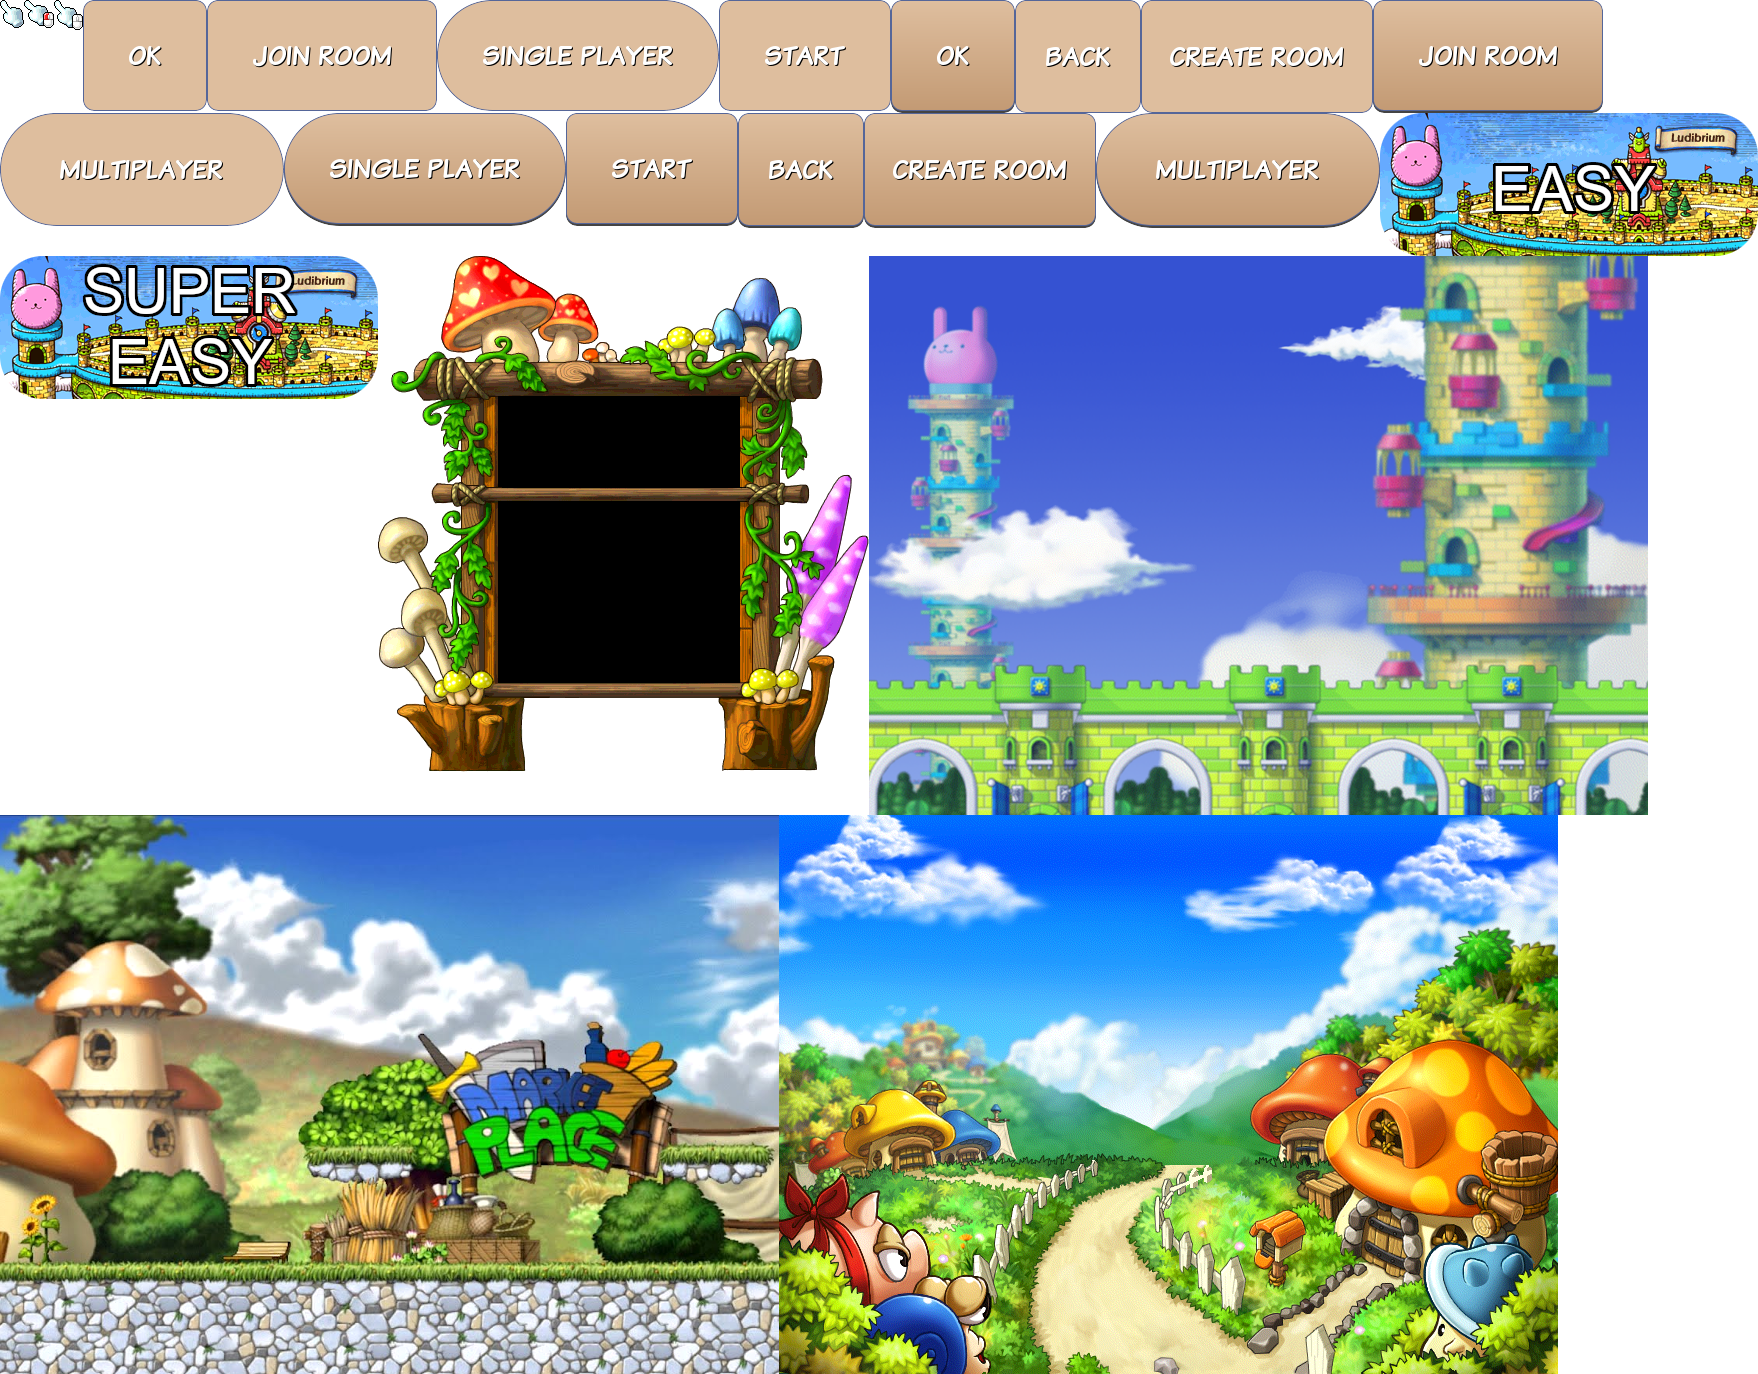 OK
JOIN ROOM
SINGLE PLAYER
START
OK
BACK
CREATE ROOM
JOIN ROOM
MULTIPLAYER
SINGLE PLAYER
START
BACK
CREATE ROOM
MULTIPLAYER
Ludibrium
EASY
Ludibrium
SUPER
EASY
MARKET
PLACE